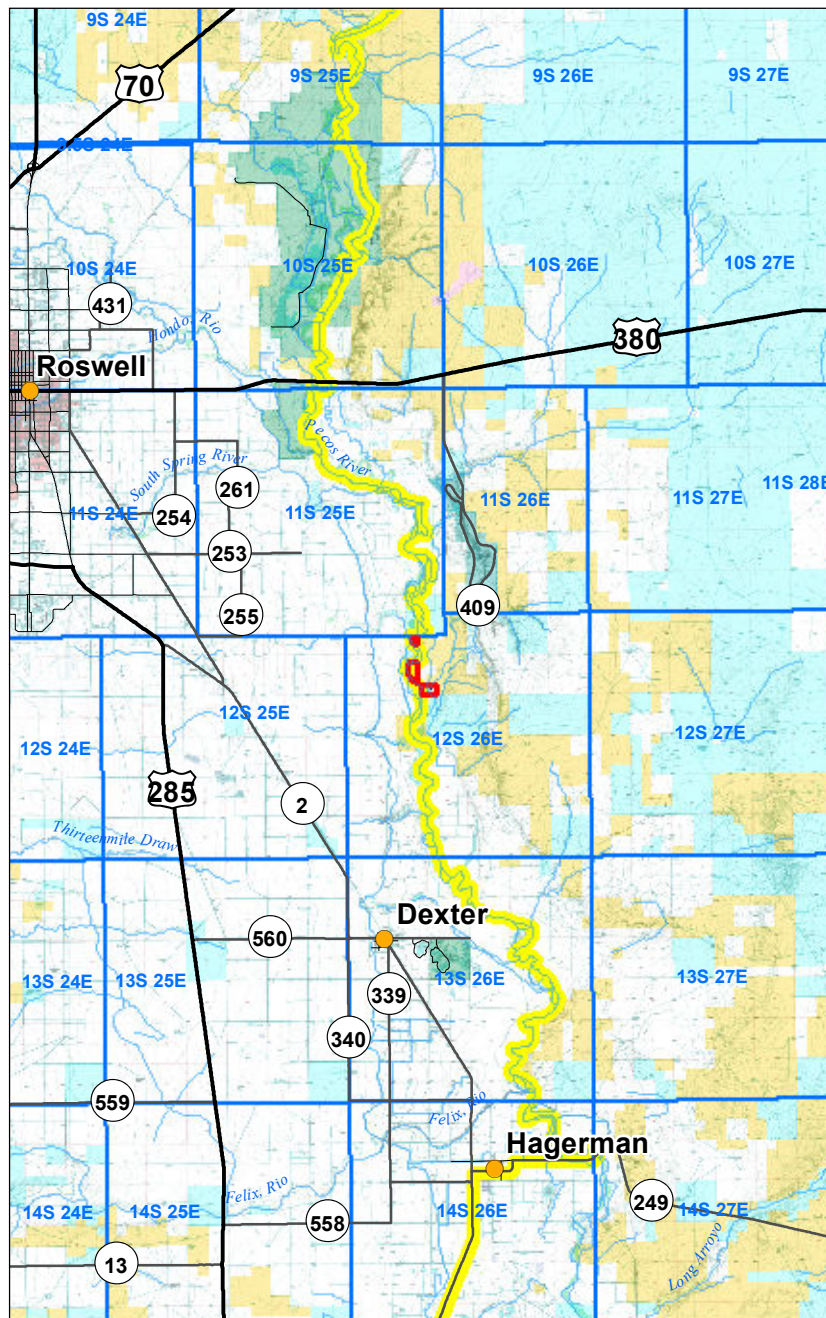 9S 24E
9S 25E
9S 26E
9S 27E
70
9.5S 24E
10S 24E
10S 25E
10S 26E
10S 27E
431
Hondo, Rio
380
Roswell
Pecos River
South Spring River
261
254
11S 24E
11S 25E
11S 26E
11S 27E
11S 28E
253
255
409
12S 24E
12S 25E
12S 26E
12S 27E
285
2
Thirteenmile Draw
Dexter
560
13S 24E
13S 25E
13S 26E
13S 27E
339
340
559
Felix, Rio
Hagerman
Felix, Rio
14S 24E
14S 25E
558
14S 26E
249
14S 27E
13
Long Arroyo